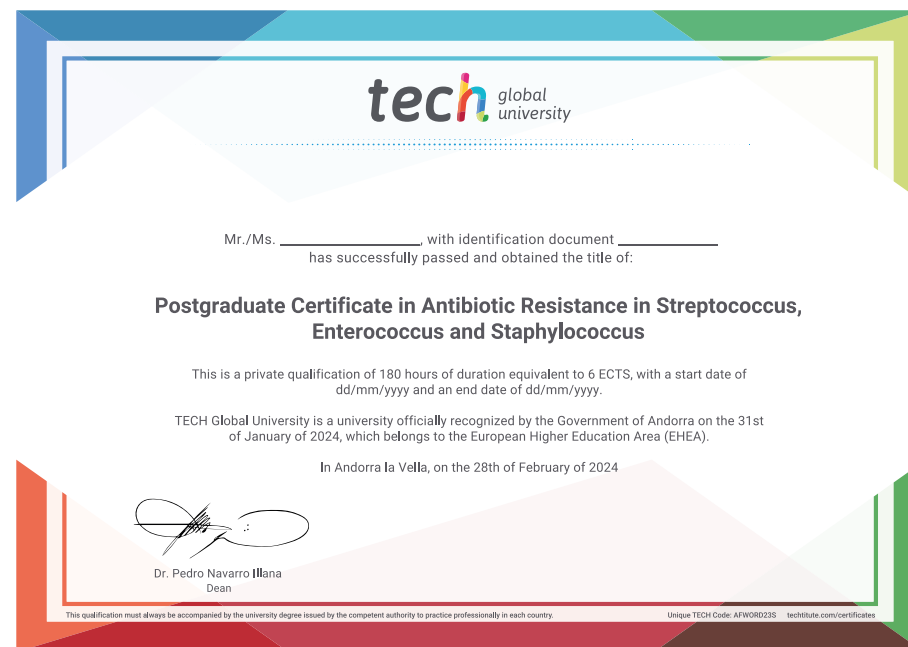 tech global university
Mr./Ms. ____________________, with identification document ______________
has successfully passed and obtained the title of:
Postgraduate Certificate in Antibiotic Resistance in Streptococcus,
Enterococcus and Staphylococcus
This is a private qualification of 180 hours of duration equivalent to 6 ECTS, with a start date of
dd/mm/yyyy and an end date of dd/mm/yyyy.
TECH Global University is a university officially recognized by the Government of Andorra on the 31st
of January of 2024, which belongs to the European Higher Education Area (EHEA).
In Andorra la Vella, on the 28th of February of 2024
Dr. Pedro Navarro Illana
Dean
This qualification must always be accompanied by the university degree issued by the competent authority to practice professionally in each country.
Unique TECH Code: AFWORD23S techtitute.com/certificates